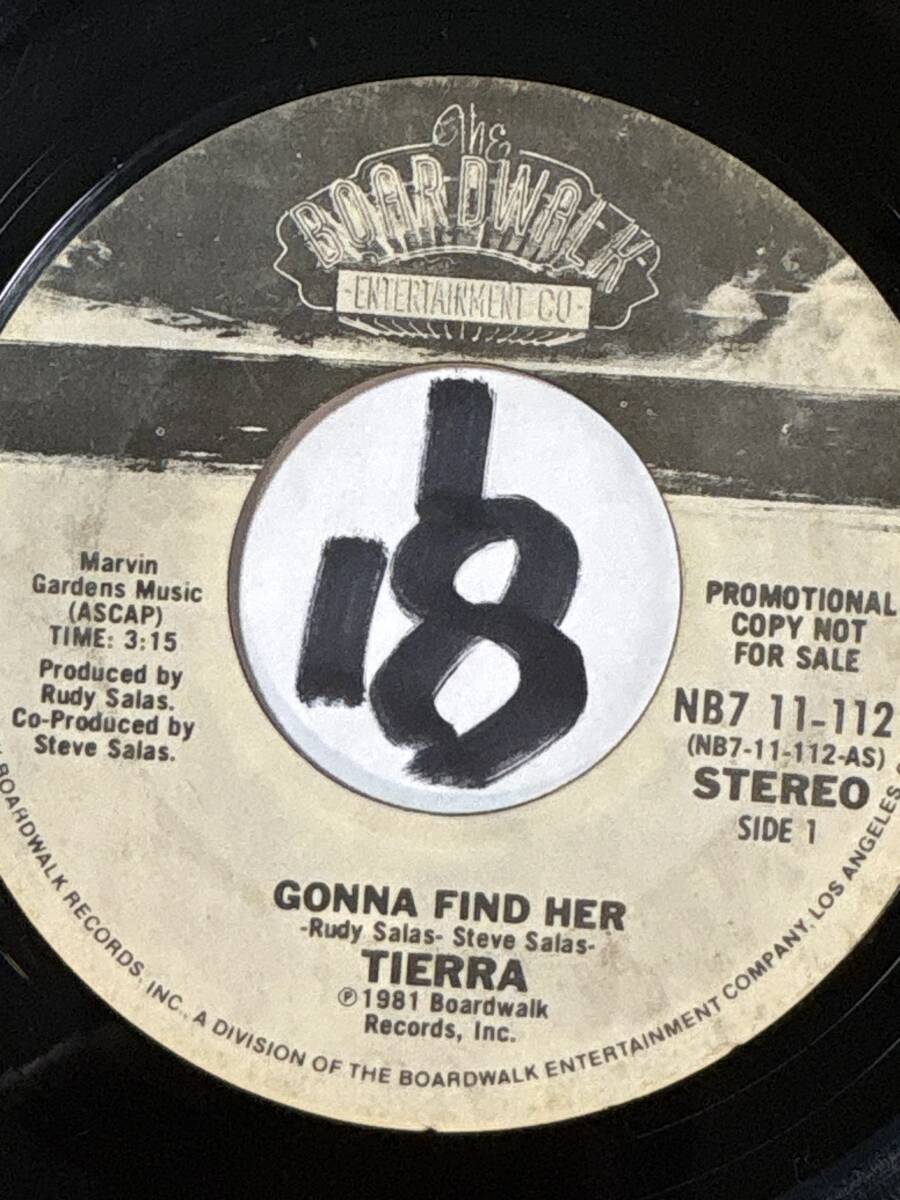 The
BOARDWALK
-ENTERTAINMENT CO-
18
Marvin
Gardens Music
(ASCAP)
TIME: 3:15
Produced by
Rudy Salas.
Co-Produced by
Steve Salas.
PROMOTIONAL
COPY NOT
FOR SALE
NB7 11-112
(NB7-11-112-AS)
STEREO
SIDE 1
GONNA FIND HER
-Rudy Salas- Steve Salas-
TIERRA
℗1981 Boardwalk
Records, Inc.
BOARDWALK RECORDS, INC., A DIVISION OF THE BOARDWALK ENTERTAINMENT COMPANY, LOS ANGELES